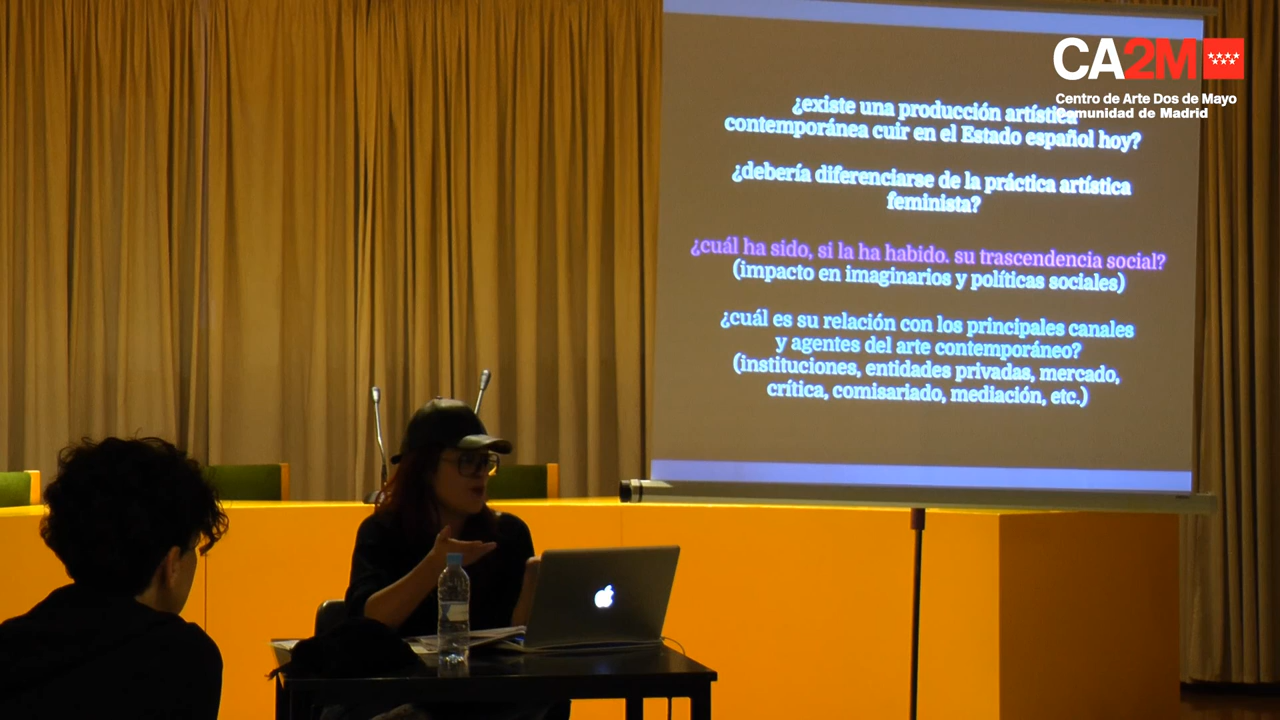 CA2M
Centro de Arte Dos de Mayo
Comunidad de Madrid
¿existe una producción artística
contemporánea cuir en el Estado español hoy?
¿debería diferenciarse de la práctica artística
feminista?
¿cuál ha sido, si la ha habido. su trascendencia social?
(impacto en imaginarios y políticas sociales)
¿cuál es su relación con los principales canales
y agentes del arte contemporáneo?
(instituciones, entidades privadas, mercado,
crítica, comisariado, mediación, etc.)